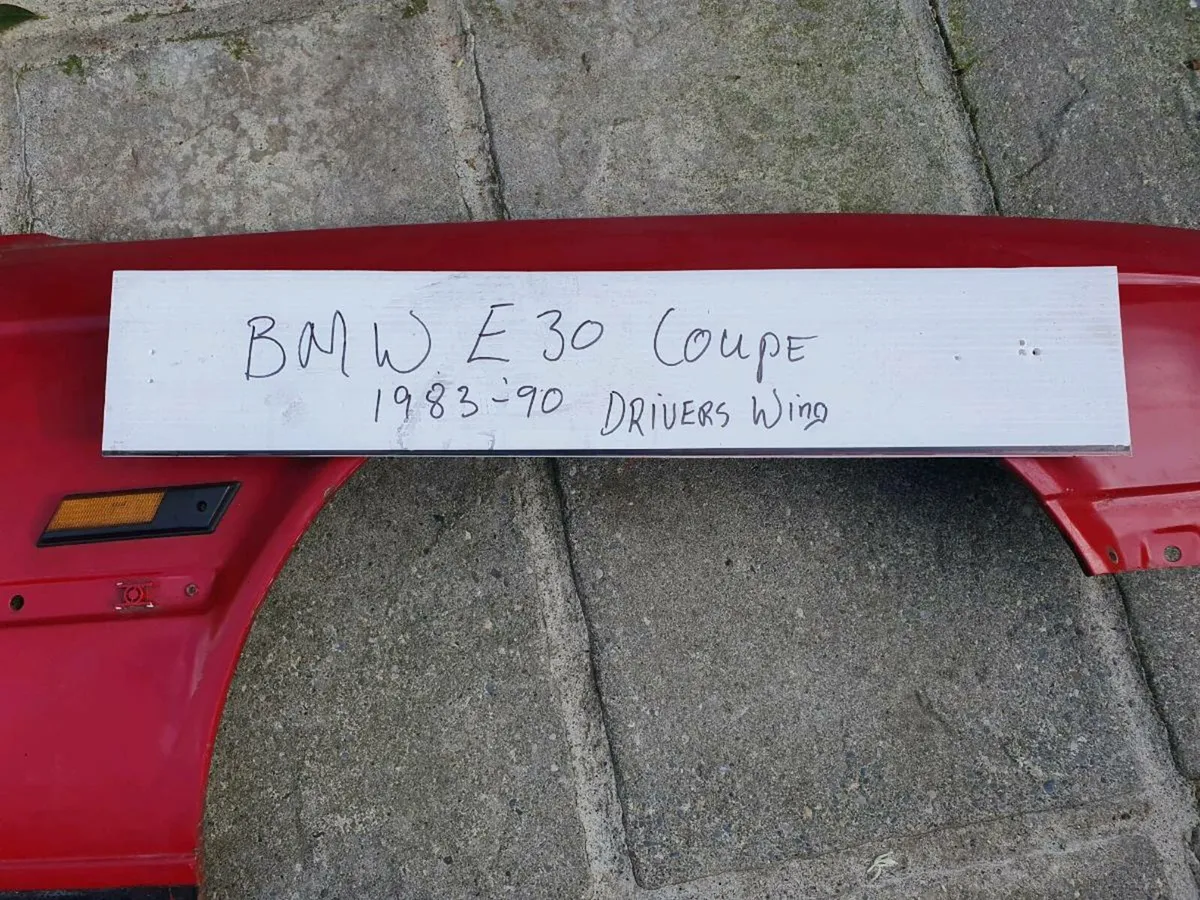 BMW E30 COUPE
1983-'90 DRIVERS WING